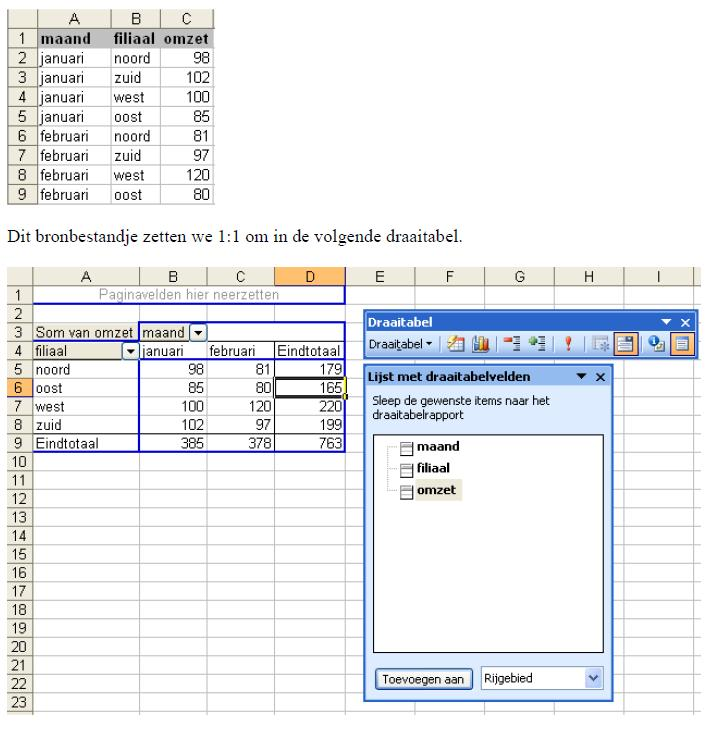 A B C
1 maand filiaal omzet
2 januari noord 98
3 januari zuid 102
4 januari west 100
5 januari oost 85
6 februari noord 81
7 februari zuid 97
8 februari west 120
9 februari oost 80
Dit bronbestandje zetten we 1:1 om in de volgende draaitabel.
A B C D E F G H I
1 Paginavelden hier neerzetten
2
3 Som van omzet maand
4 filiaal januari februari Eindtotaal
5 noord 98 81 179
6 oost 85 80 165
7 west 100 120 220
8 zuid 102 97 199
9 Eindtotaal 385 378 763
10
11
12
13
14
15
16
17
18
19
20
21
22
23
Draaitabel
Draaitabel
Lijst met draaitabelvelden
Sleep de gewenste items naar het
draaitabelrapport
maand
filiaal
omzet
Toevoegen aan Rijgebied